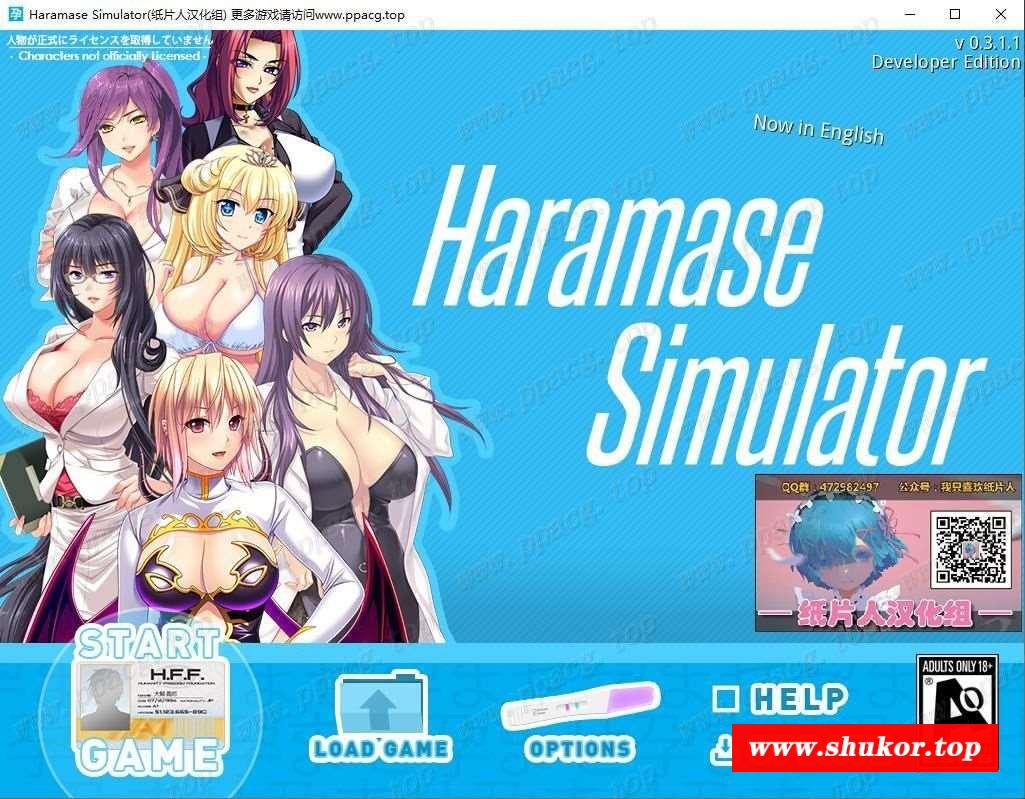 Haramase Simulator(纸片人汉化组) 更多游戏请访问www.ppacg.top
人物が正式にライセンスを取得していません
- Characters not officially Licensed -
v 0.3.1.1
Developer Edition
Now in English
Haramase
Simulator
QQ群：472982497 公众号：我只喜欢纸片人
纸片人汉化组
START
H.F.F.
GAME
LOAD GAME
OPTIONS
HELP
ADULTS ONLY 18+
www.shukor.top
www.ppacg.top